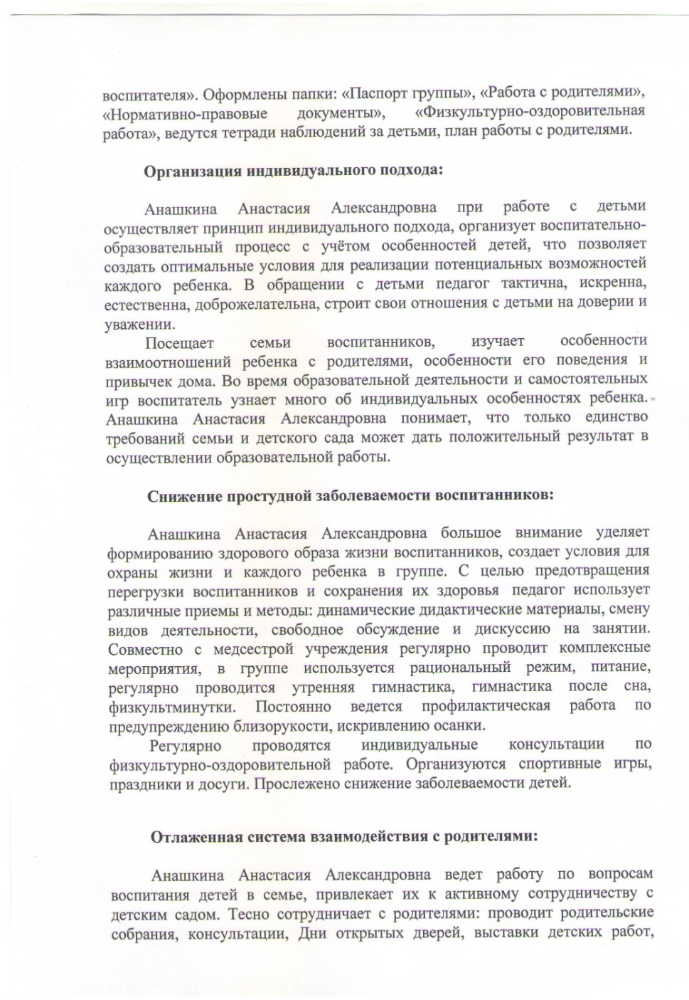 воспитателя». Оформлены папки: «Паспорт группы», «Работа с родителями»,
«Нормативно-правовые документы», «Физкультурно-оздоровительная
работа», ведутся тетради наблюдений за детьми, план работы с родителями.
Организация индивидуального подхода:
Анашкина Анастасия Александровна при работе с детьми
осуществляет принцип индивидуального подхода, организует воспитательно-
образовательный процесс с учётом особенностей детей, что позволяет
создать оптимальные условия для реализации потенциальных возможностей
каждого ребенка. В обращении с детьми педагог тактична, искренна,
естественна, доброжелательна, строит свои отношения с детьми на доверии и
уважении.
Посещает семьи воспитанников, изучает особенности
взаимоотношений ребенка с родителями, особенности его поведения и
привычек дома. Во время образовательной деятельности и самостоятельных
игр воспитатель узнает много об индивидуальных особенностях ребенка.
Анашкина Анастасия Александровна понимает, что только единство
требований семьи и детского сада может дать положительный результат в
осуществлении образовательной работы.
Снижение простудной заболеваемости воспитанников:
Анашкина Анастасия Александровна большое внимание уделяет
формированию здорового образа жизни воспитанников, создает условия для
охраны жизни и каждого ребенка в группе. С целью предотвращения
перегрузки воспитанников и сохранения их здоровья педагог использует
различные приемы и методы: динамические дидактические материалы, смену
видов деятельности, свободное обсуждение и дискуссию на занятии.
Совместно с медсестрой учреждения регулярно проводит комплексные
мероприятия, в группе используется рациональный режим, питание,
регулярно проводится утренняя гимнастика, гимнастика после сна,
физкультминутки. Постоянно ведется профилактическая работа по
предупреждению близорукости, искривлению осанки.
Регулярно проводятся индивидуальные консультации по
физкультурно-оздоровительной работе. Организуются спортивные игры,
праздники и досуги. Прослежено снижение заболеваемости детей.
Отлаженная система взаимодействия с родителями:
Анашкина Анастасия Александровна ведет работу по вопросам
воспитания детей в семье, привлекает их к активному сотрудничеству с
детским садом. Тесно сотрудничает с родителями: проводит родительские
собрания, консультации, Дни открытых дверей, выставки детских работ,